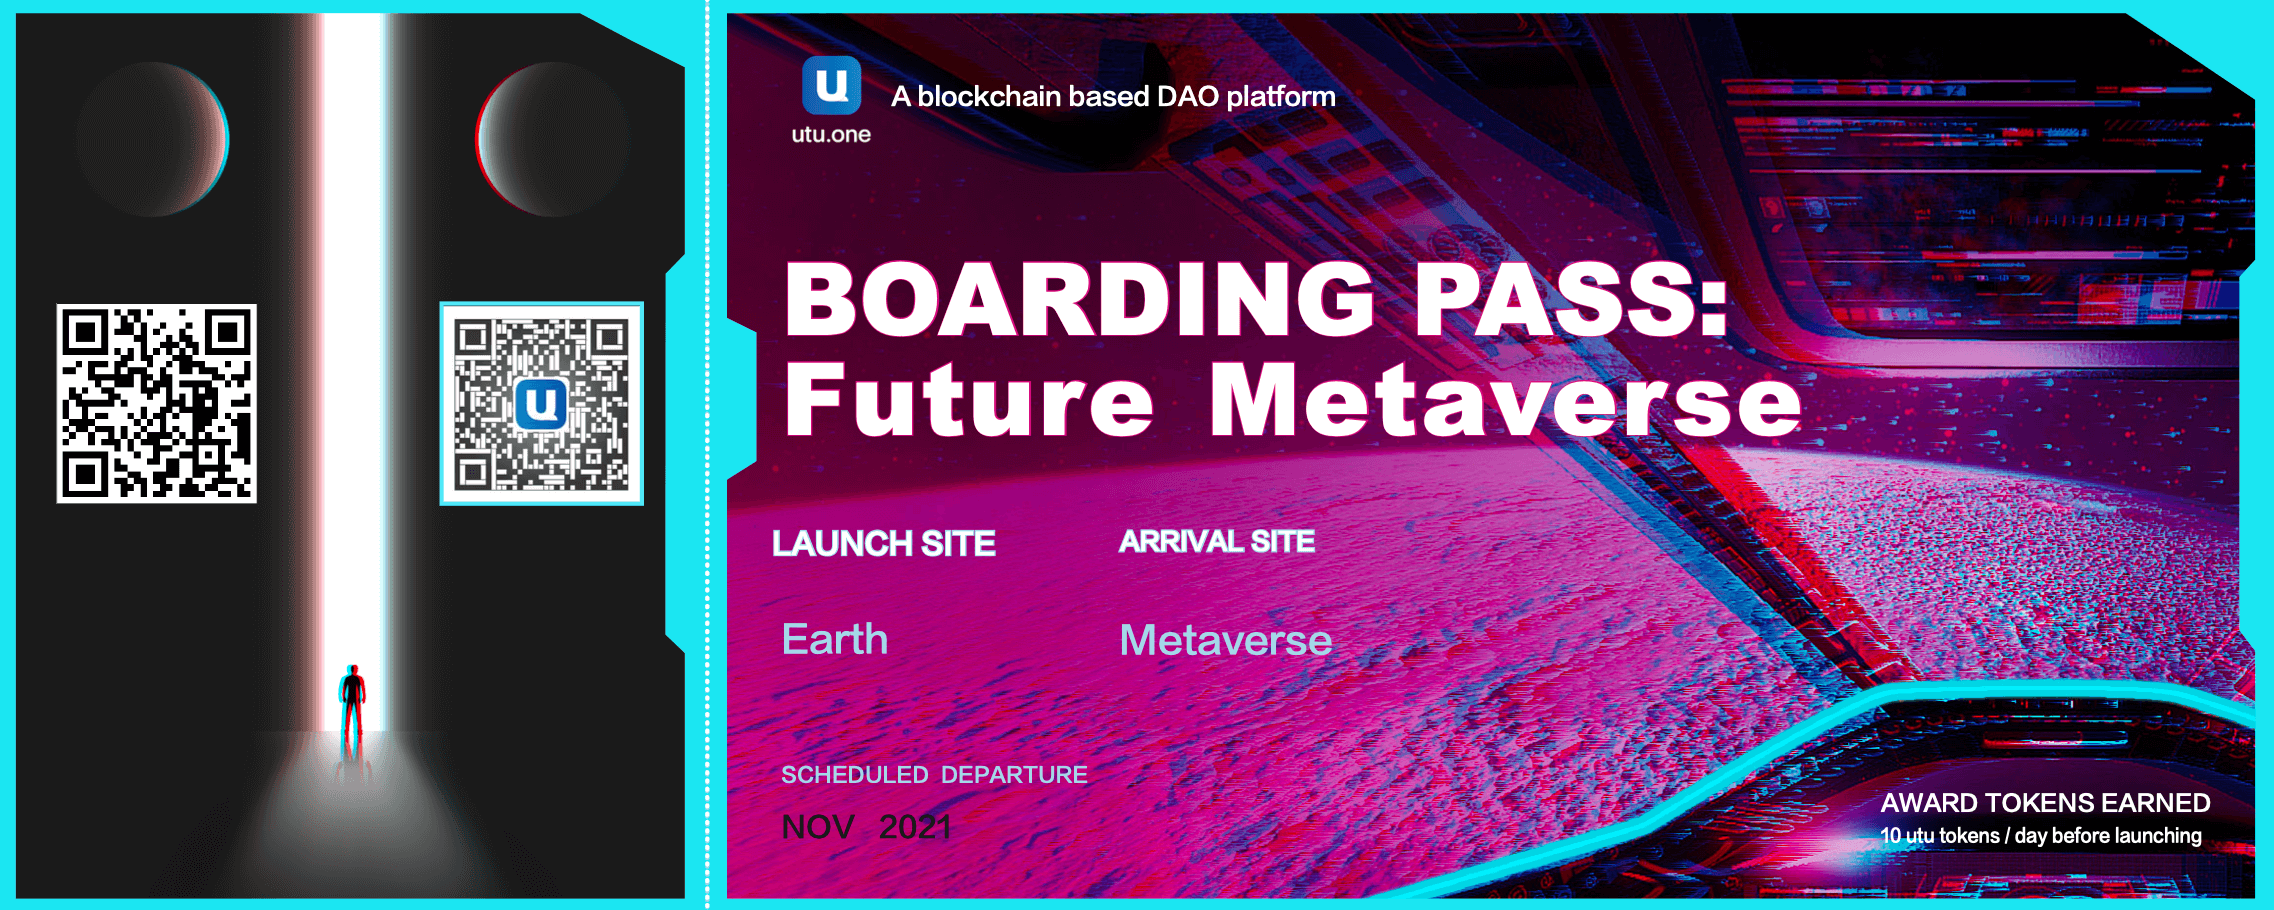 u
utu.one
A blockchain based DAO platform
BOARDING PASS:
Future Metaverse
LAUNCH SITE
ARRIVAL SITE
Earth
Metaverse
SCHEDULED DEPARTURE
NOV 2021
AWARD TOKENS EARNED
10 utu tokens / day before launching
u